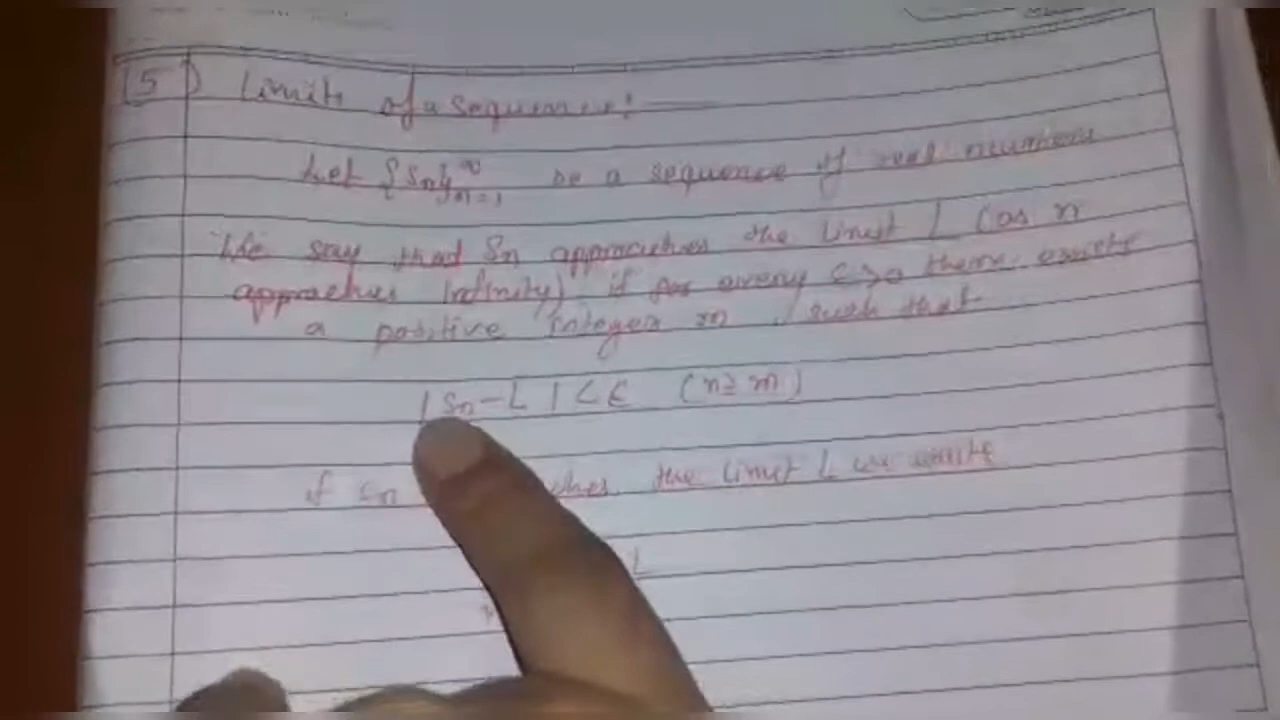 15) Limits of a sequence:
Let {Sn}∞n=1 be a sequence of real numbers
We say that Sn approaches the limit L (as n
approaches infinity) if for every ε>0 there exists
a positive integer m such that
|Sn-L|<ε (n≥m)
if Sn the limit L we write
L